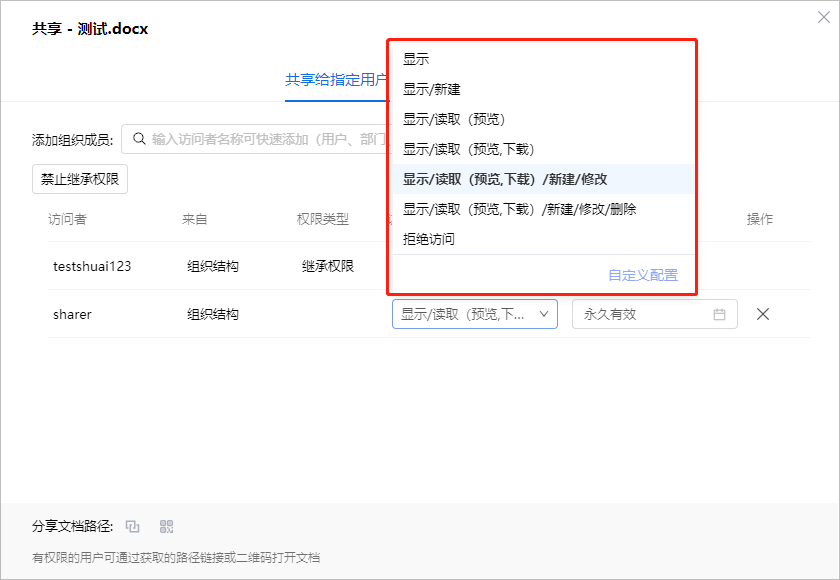 共享 - 测试.docx
共享给指定用户
添加组织成员: 输入访问者名称可快速添加（用户、部门
禁止继承权限
访问者 来自 权限类型 操作
testshuai123 组织结构 继承权限
显示
显示/新建
显示/读取（预览）
显示/读取（预览,下载）
显示/读取（预览,下载）/新建/修改
显示/读取（预览,下载）/新建/修改/删除
拒绝访问
自定义配置
sharer 组织结构 显示/读取（预览,下... 永久有效
分享文档路径:
有权限的用户可通过获取的路径链接或二维码打开文档